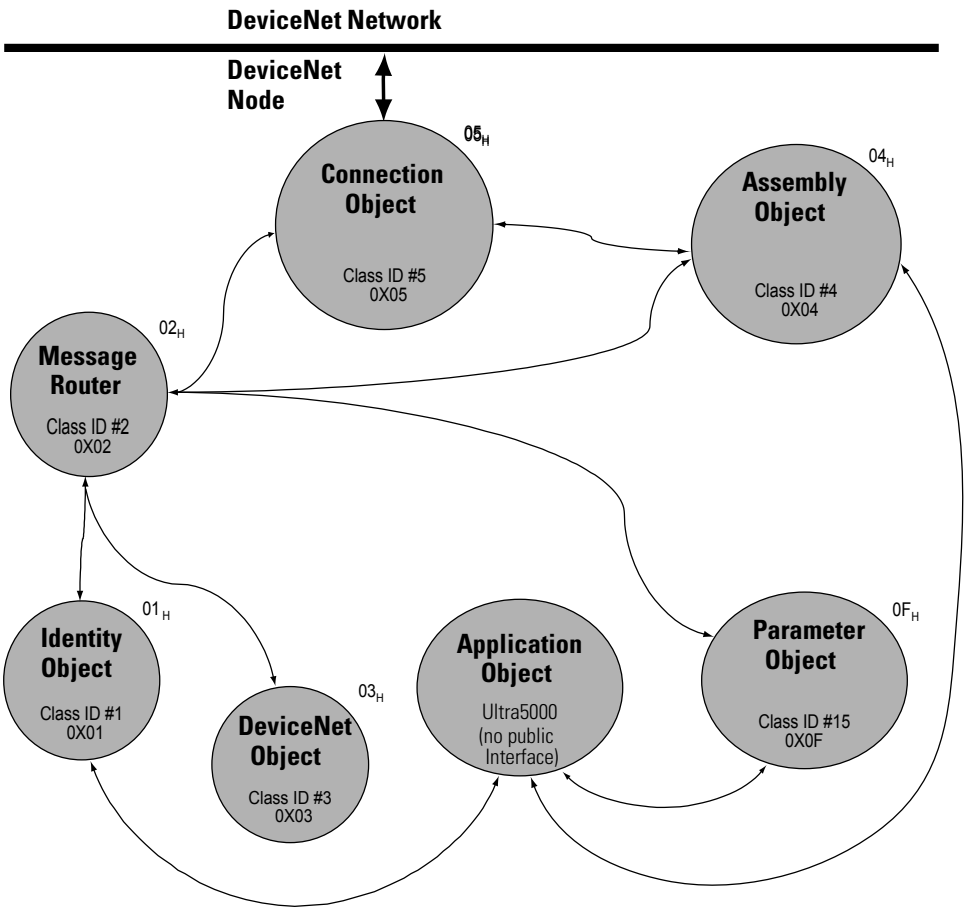 DeviceNet Network
DeviceNet
Node
05H
Connection
Object
Class ID #5
0X05
04H
Assembly
Object
Class ID #4
0X04
02H
Message
Router
Class ID #2
0X02
01H
Identity
Object
Class ID #1
0X01
03H
DeviceNet
Object
Class ID #3
0X03
Application
Object
Ultra5000
(no public
Interface)
0FH
Parameter
Object
Class ID #15
0X0F